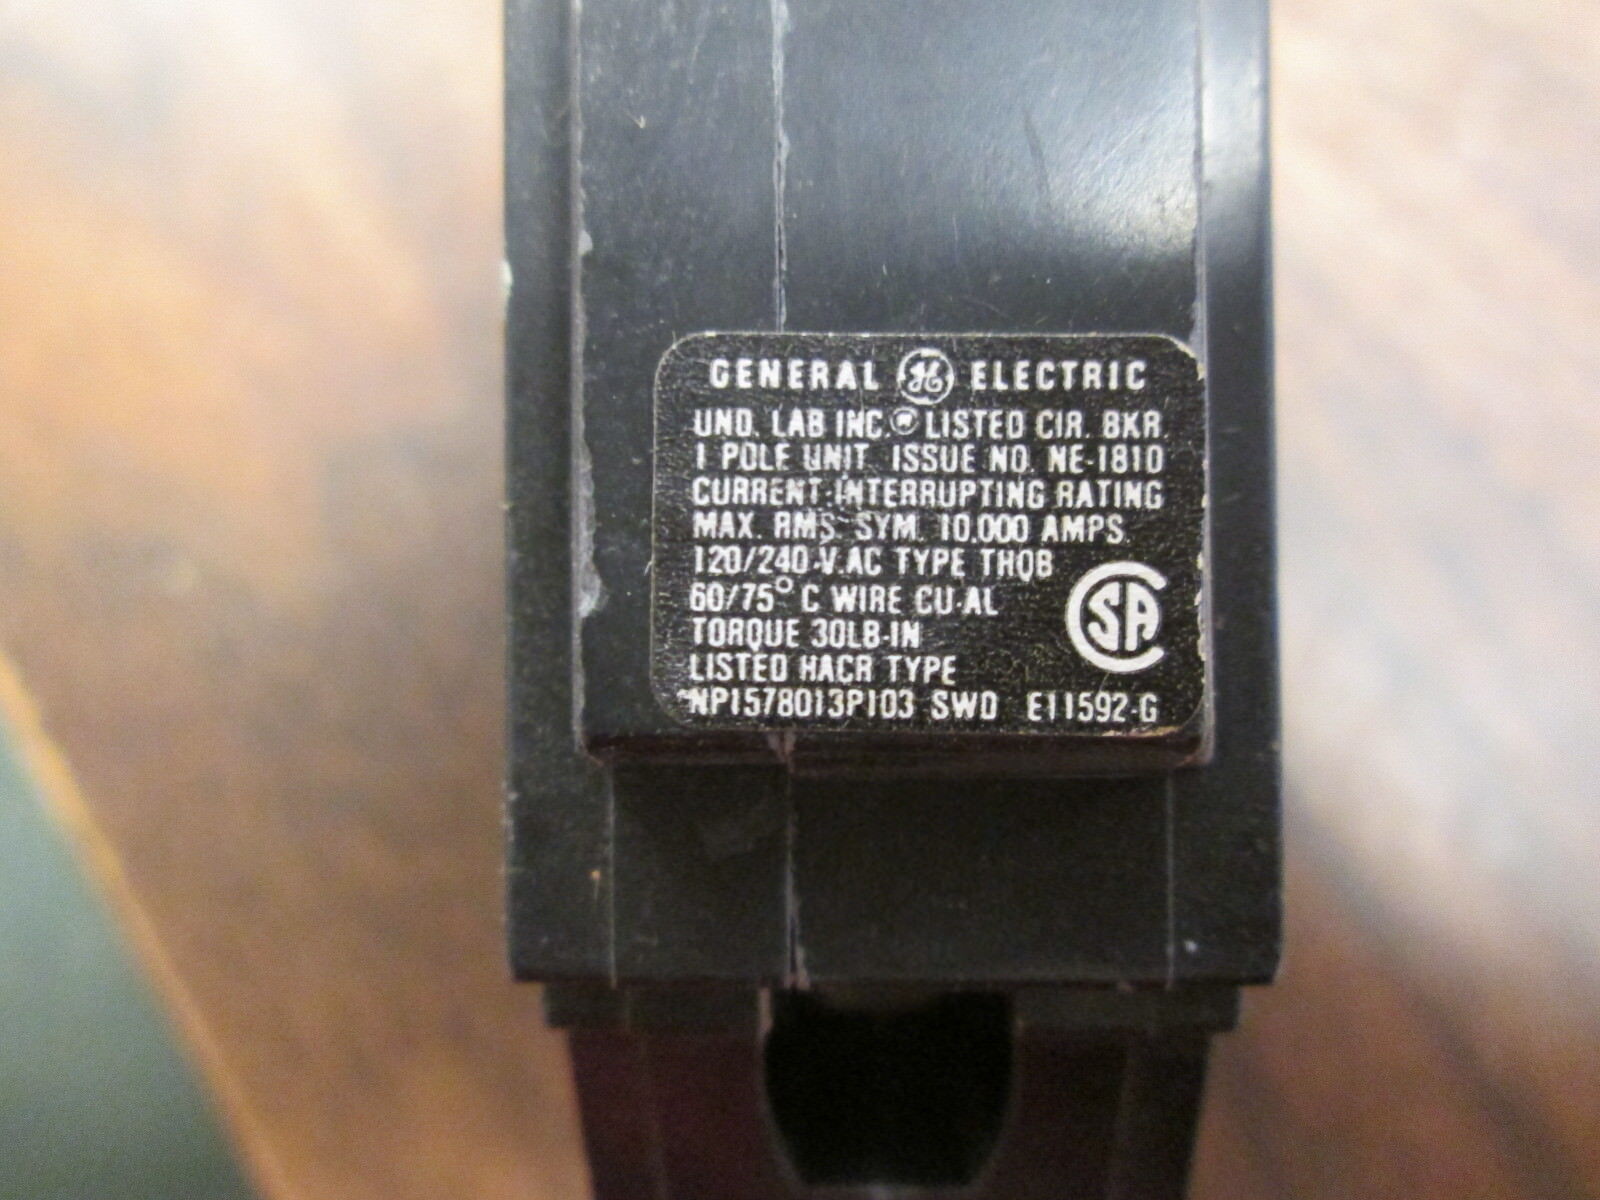 GENERAL GE ELECTRIC
UND. LAB INC. LISTED CIR. BKR.
1 POLE UNIT ISSUE NO. NE-1810
CURRENT-INTERRUPTING RATING
MAX. RMS SYM. 10,000 AMPS.
120/240-V.AC TYPE THQB
60/75° C WIRE CU-AL
TORQUE 30LB-IN
LISTED HACR TYPE
NP1578013P103 SWD E11592-G
CSA